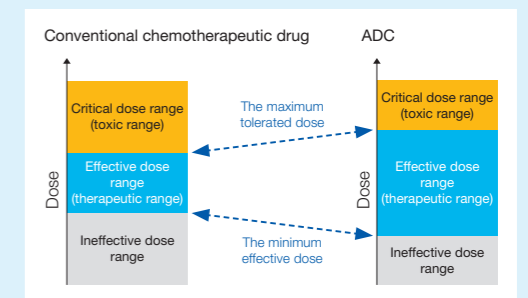 Conventional chemotherapeutic drug
ADC
Dose
Critical dose range
(toxic range)
Effective dose
range
(therapeutic range)
Ineffective dose
range
The maximum
tolerated dose
The minimum
effective dose
Dose
Critical dose range
(toxic range)
Effective dose
range
(therapeutic range)
Ineffective dose
range